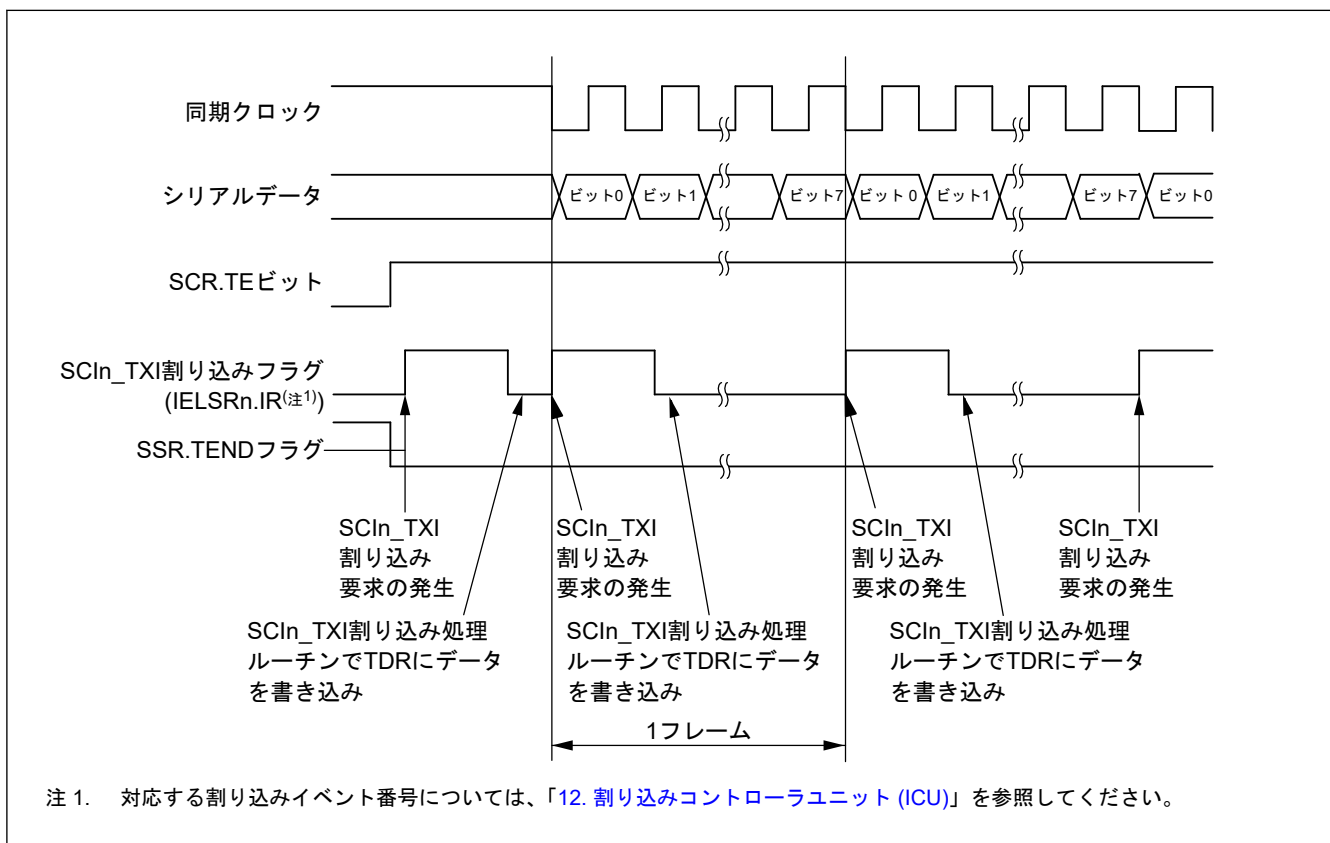 同期クロック
シリアルデータ
ビット0 ビット1 ビット7 ビット0 ビット1 ビット7 ビット0
SCR.TEビット
SCIn_TXI割り込みフラグ
(IELSRn.IR(注1))
SSR.TENDフラグ
SCIn_TXI
割り込み
要求の発生
SCIn_TXI
割り込み
要求の発生
SCIn_TXI
割り込み
要求の発生
SCIn_TXI
割り込み
要求の発生
SCIn_TXI割り込み処理
ルーチンでTDRにデータ
を書き込み
SCIn_TXI割り込み処理
ルーチンでTDRにデータ
を書き込み
SCIn_TXI割り込み処理
ルーチンでTDRにデータ
を書き込み
1フレーム
注 1. 対応する割り込みイベント番号については、「12. 割り込みコントローラユニット (ICU)」を参照してください。